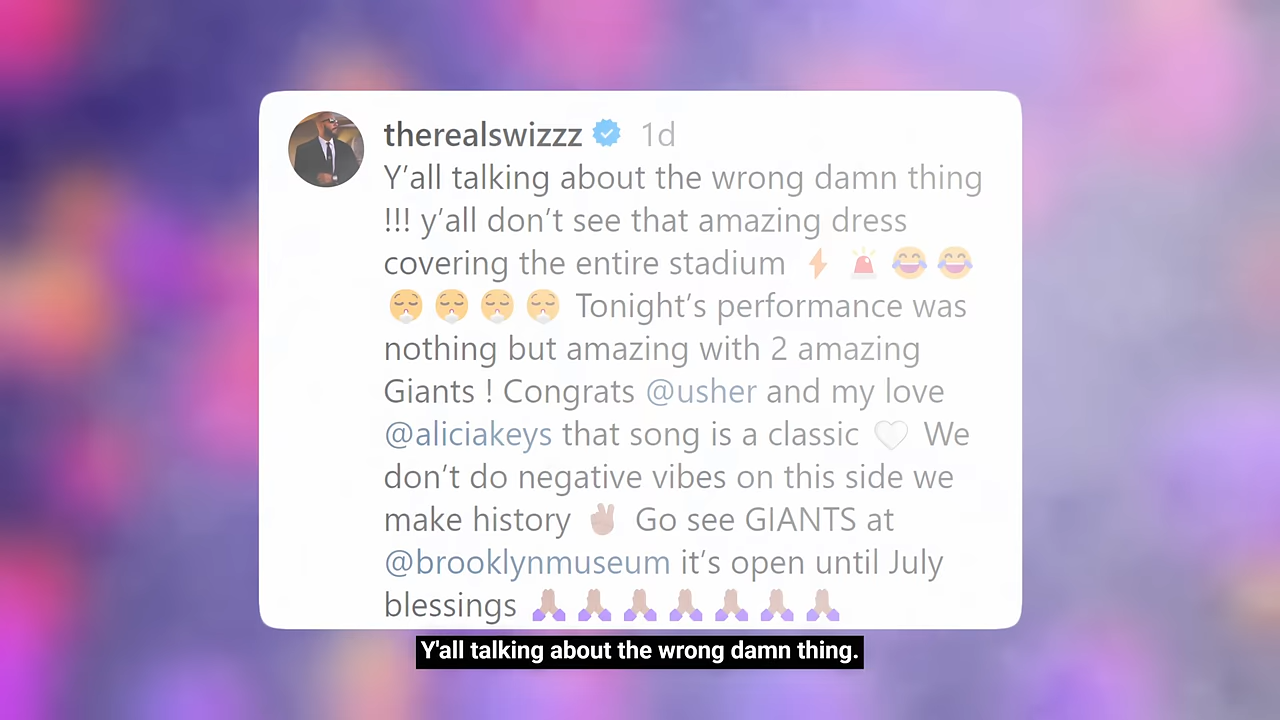 therealswizzz 1d
Y’all talking about the wrong damn thing
!!! y’all don’t see that amazing dress
covering the entire stadium ⚡ 🚨 😂 😂
😮‍💨 😮‍💨 😮‍💨 😮‍💨 Tonight’s performance was
nothing but amazing with 2 amazing
Giants ! Congrats @usher and my love
@aliciakeys that song is a classic 🤍 We
don’t do negative vibes on this side we
make history ✌🏽 Go see GIANTS at
@brooklynmuseum it’s open until July
blessings 🙏🏽 🙏🏽 🙏🏽 🙏🏽 🙏🏽 🙏🏽 🙏🏽
Y'all talking about the wrong damn thing.